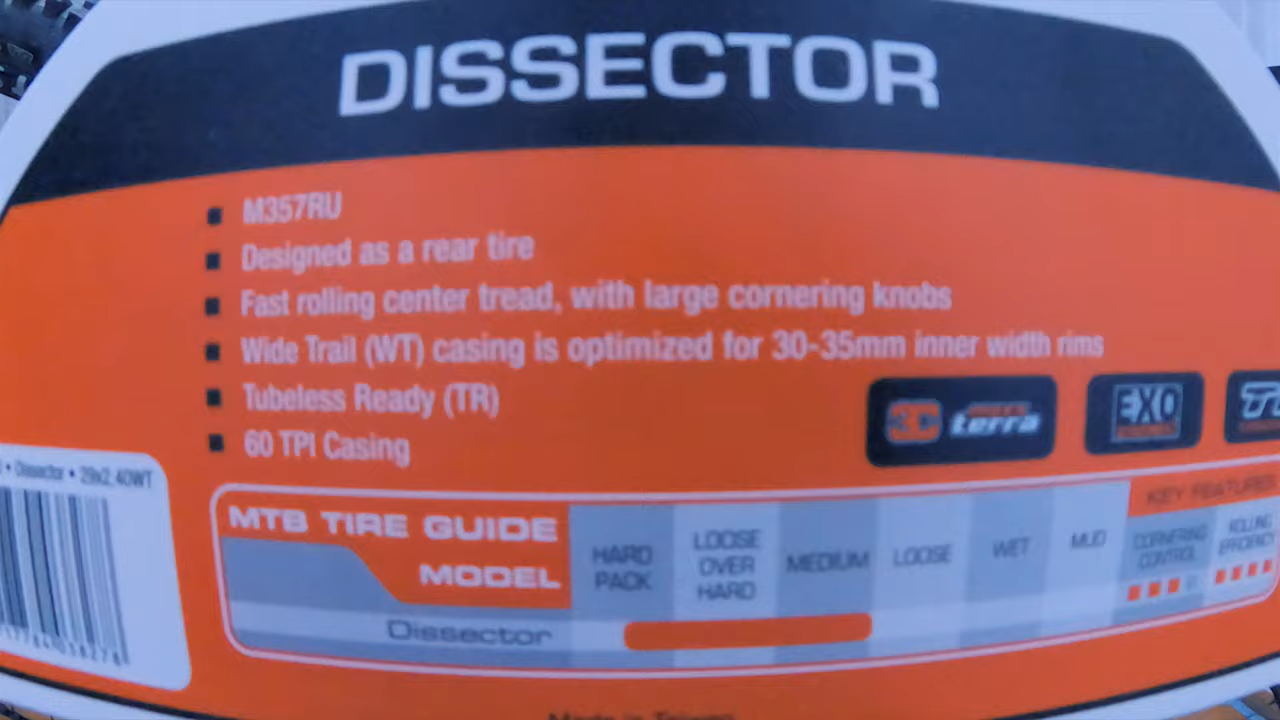 DISSECTOR
M357RU
Designed as a rear tire
Fast rolling center tread, with large cornering knobs
Wide Trail (WT) casing is optimized for 30-35mm inner width rims
Tubeless Ready (TR)
60 TPI Casing
3C terra
EXO
• Dissector • 29x2.40WT
MTB TIRE GUIDE
MODEL
HARD PACK
LOOSE OVER HARD
MEDIUM
LOOSE
WET
MUD
KEY FEATURES
CORNERING CONTROL
ROLLING EFFICIENCY
Dissector
Made in Taiwan